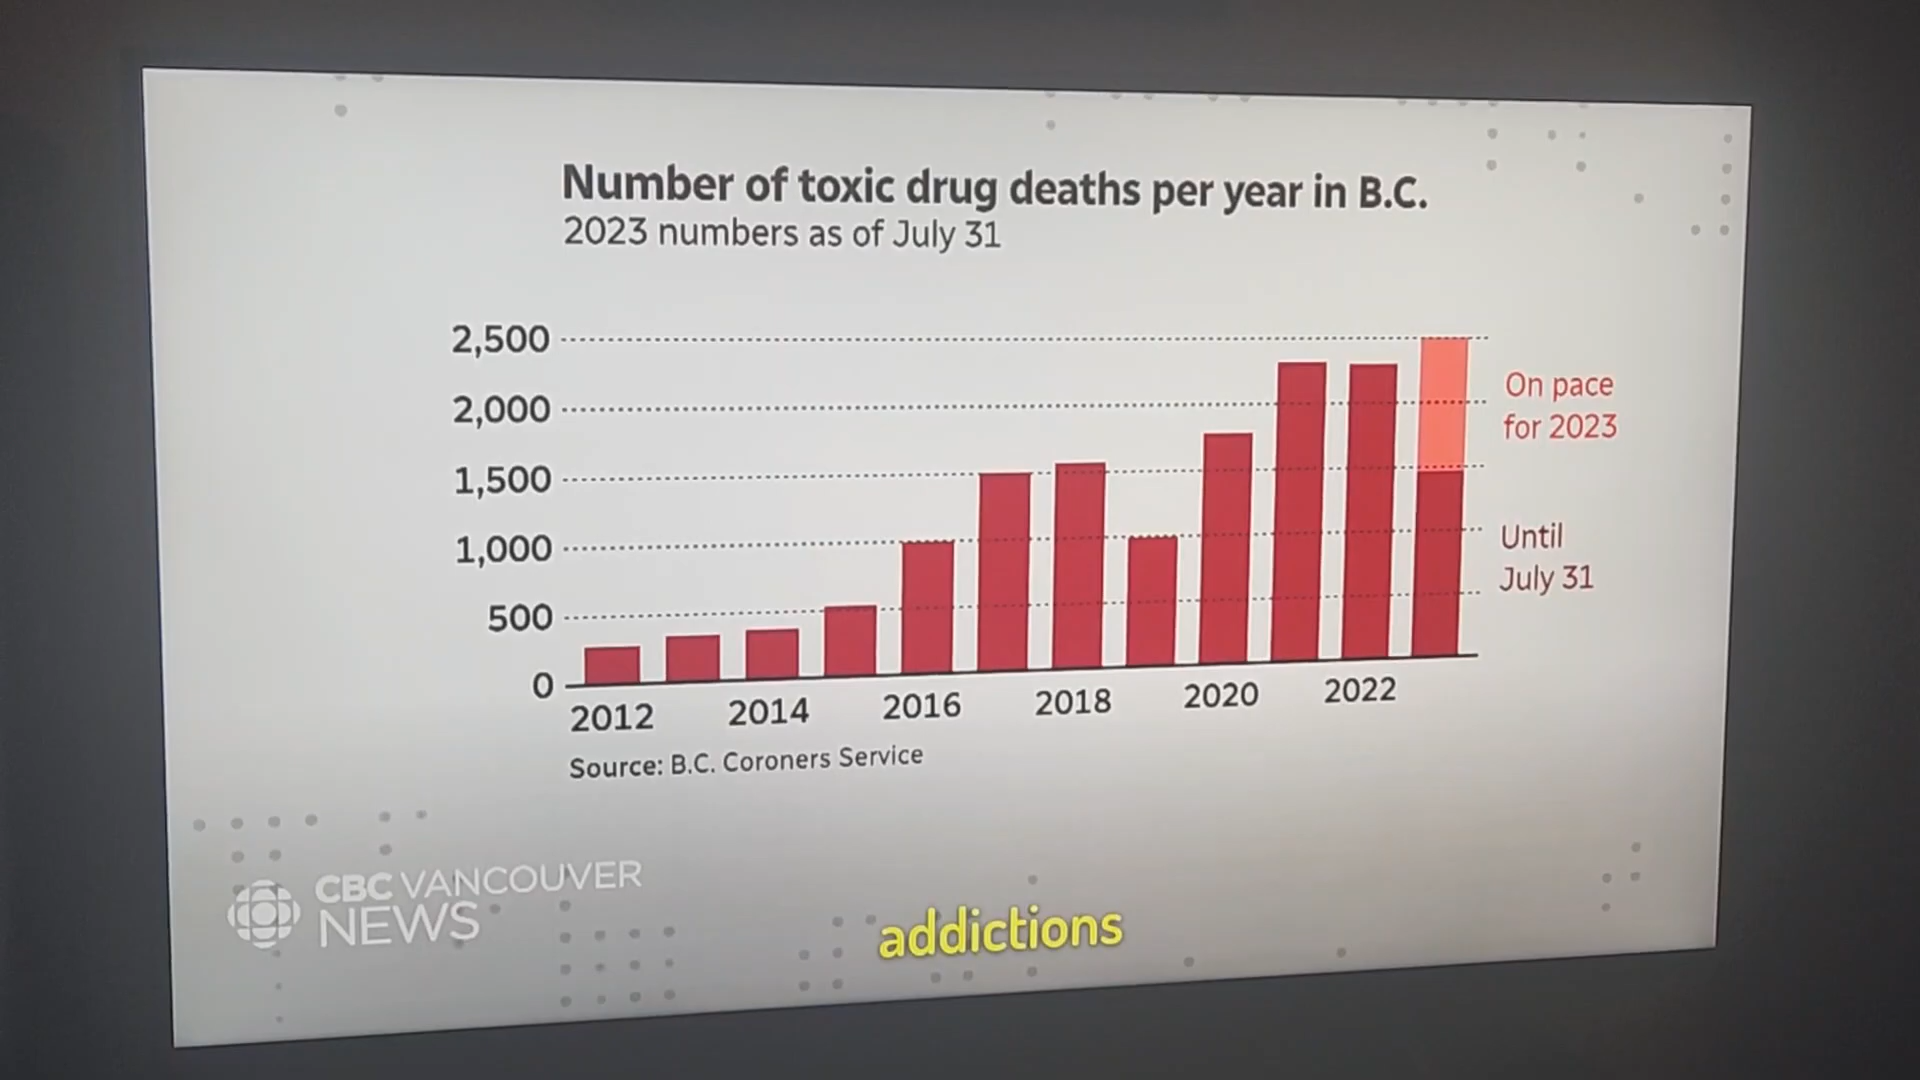 Number of toxic drug deaths per year in B.C.
2023 numbers as of July 31
2,500
2,000
1,500
1,000
500
0
On pace
for 2023
Until
July 31
2012 2014 2016 2018 2020 2022
Source: B.C. Coroners Service
CBC VANCOUVER
NEWS
addictions